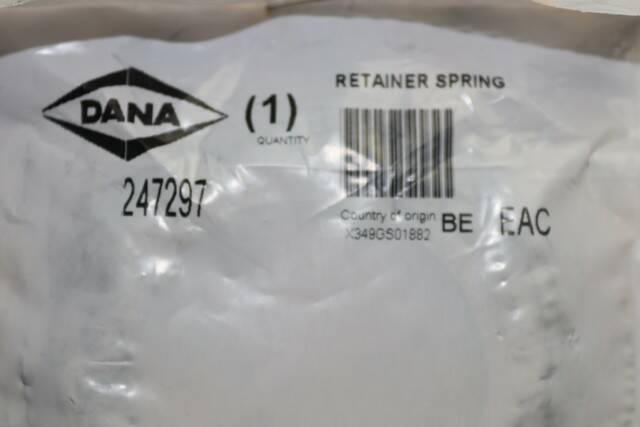 DANA
(1)
QUANTITY
247297
RETAINER SPRING
Country of origin BE EAC
X349GS01882